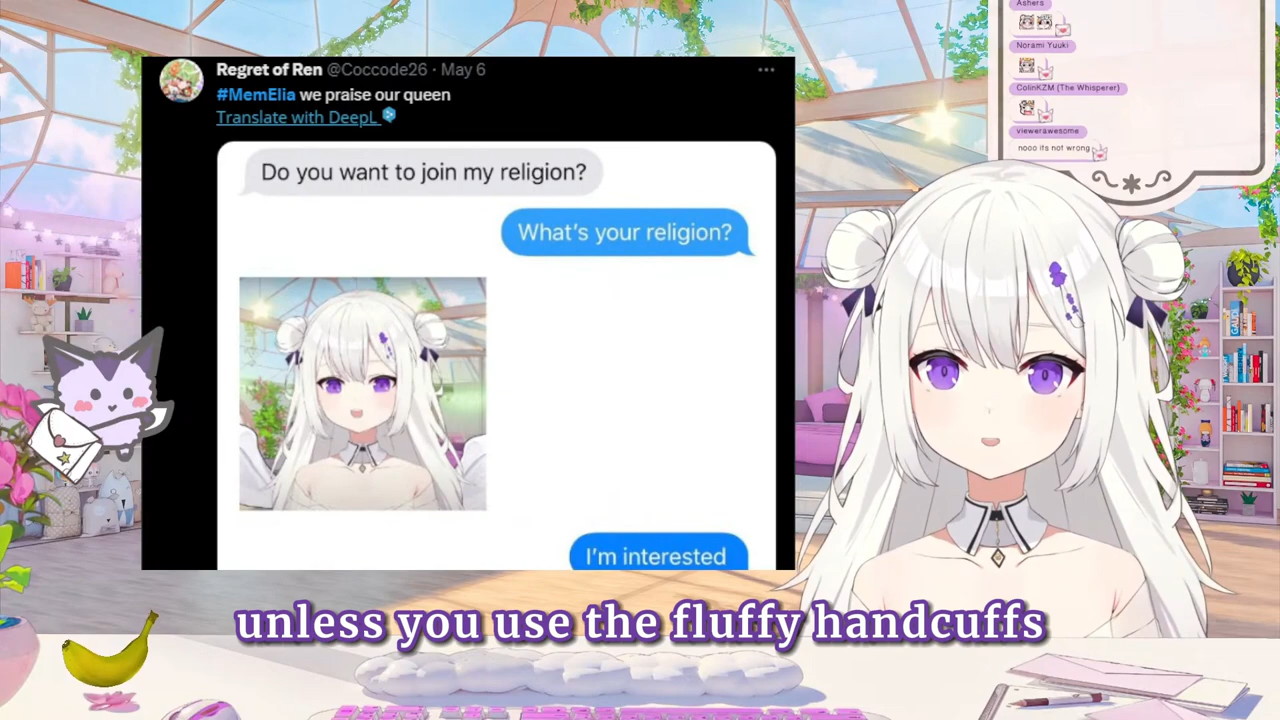 Regret of Ren @Coccode26 · May 6
#MemElia we praise our queen
Translate with DeepL
Do you want to join my religion?
What's your religion?
I'm interested
Ashers
Norami Yuuki
ColinKZM (The Whisperer)
viewerawesome
nooo its not wrong
GAUDI
unless you use the fluffy handcuffs